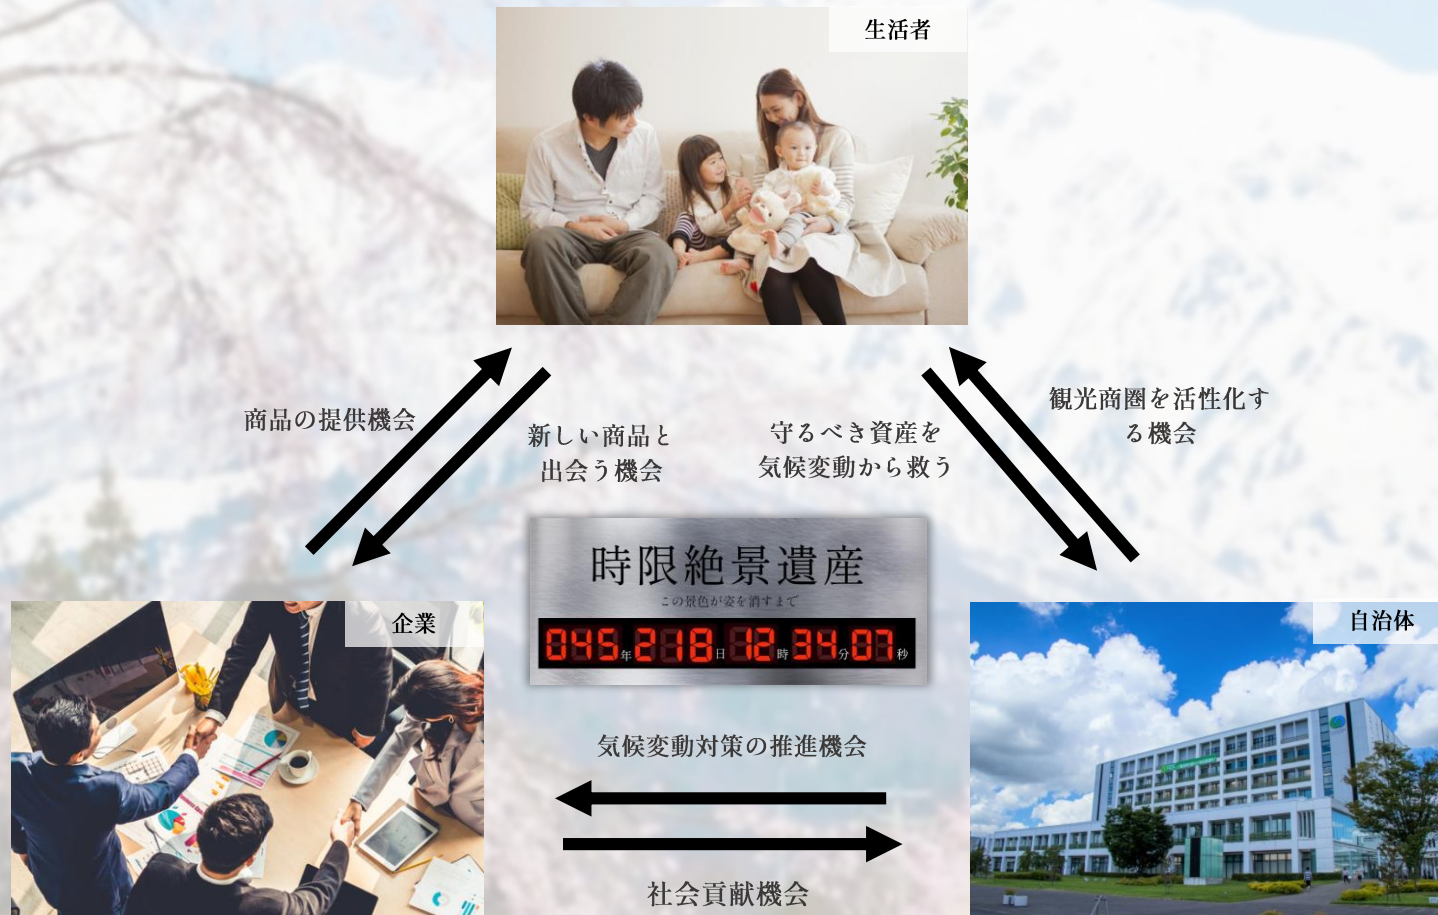 生活者
商品の提供機会
新しい商品と
出会う機会
守るべき資産を
気候変動から救う
観光商圏を活性化す
る機会
時限絶景遺産
この景色が姿を消すまで
045年218日12時34分07秒
企業
自治体
気候変動対策の推進機会
社会貢献機会